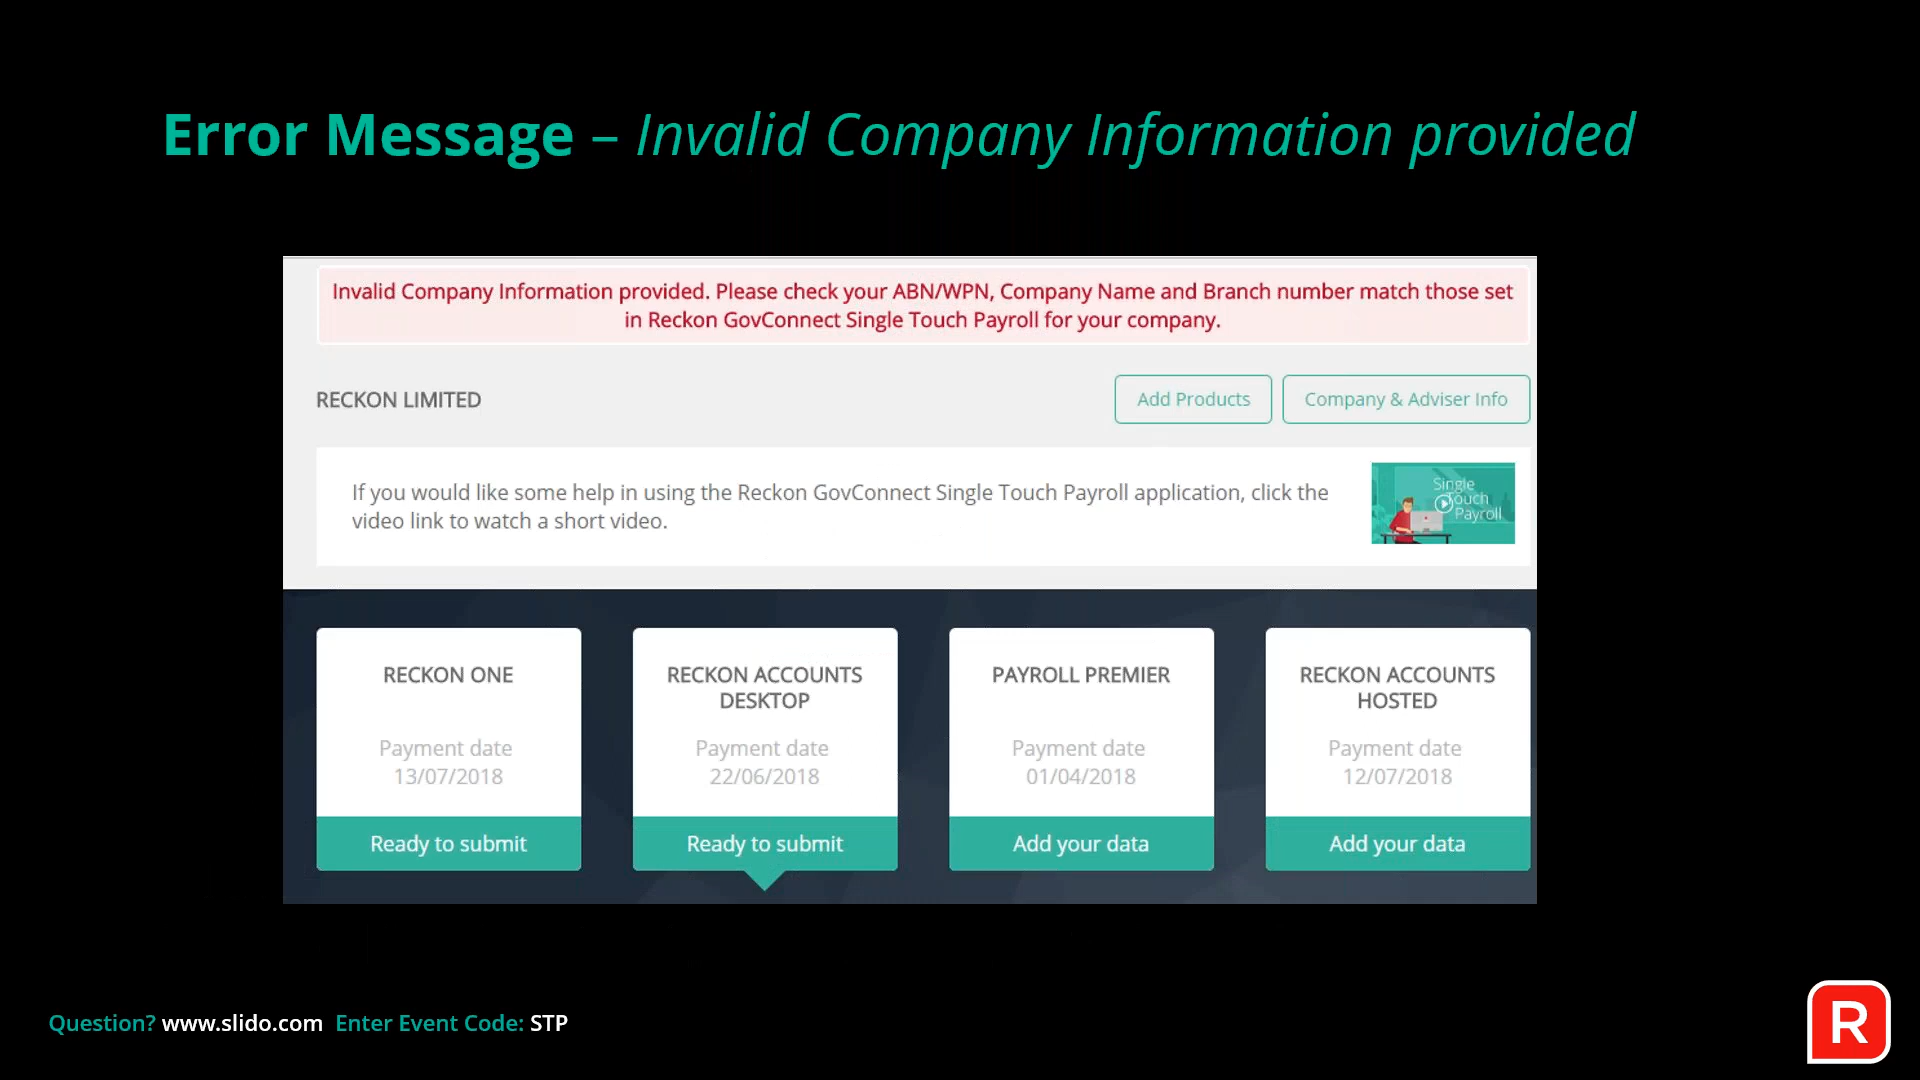 Error Message – Invalid Company Information provided
Invalid Company Information provided. Please check your ABN/WPN, Company Name and Branch number match those set
in Reckon GovConnect Single Touch Payroll for your company.
RECKON LIMITED
Add Products
Company & Adviser Info
If you would like some help in using the Reckon GovConnect Single Touch Payroll application, click the
video link to watch a short video.
Single
Touch
Payroll
RECKON ONE
Payment date
13/07/2018
Ready to submit
RECKON ACCOUNTS
DESKTOP
Payment date
22/06/2018
Ready to submit
PAYROLL PREMIER
Payment date
01/04/2018
Add your data
RECKON ACCOUNTS
HOSTED
Payment date
12/07/2018
Add your data
Question? www.slido.com Enter Event Code: STP
R